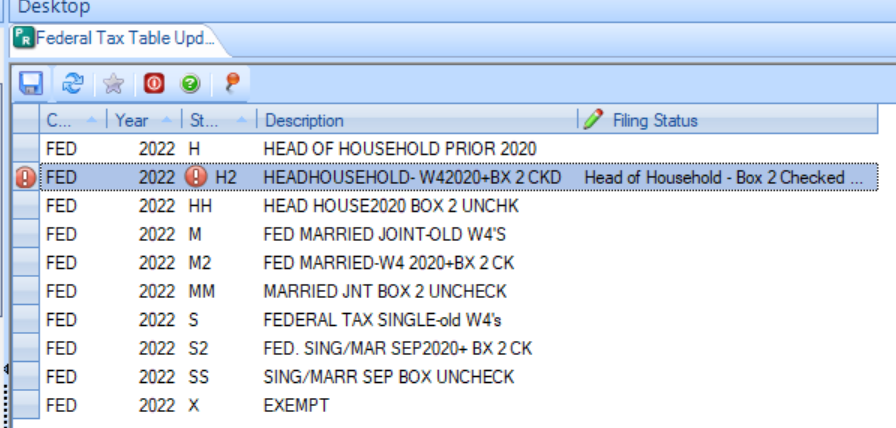 Desktop
PR Federal Tax Table Upd...
C... Year St... Description Filing Status
FED 2022 H HEAD OF HOUSEHOLD PRIOR 2020
FED 2022 H2 HEADHOUSEHOLD- W42020+BX 2 CKD Head of Household - Box 2 Checked ...
FED 2022 HH HEAD HOUSE2020 BOX 2 UNCHK
FED 2022 M FED MARRIED JOINT-OLD W4'S
FED 2022 M2 FED MARRIED-W4 2020+BX 2 CK
FED 2022 MM MARRIED JNT BOX 2 UNCHECK
FED 2022 S FEDERAL TAX SINGLE-old W4's
FED 2022 S2 FED. SING/MAR SEP2020+ BX 2 CK
FED 2022 SS SING/MARR SEP BOX UNCHECK
FED 2022 X EXEMPT